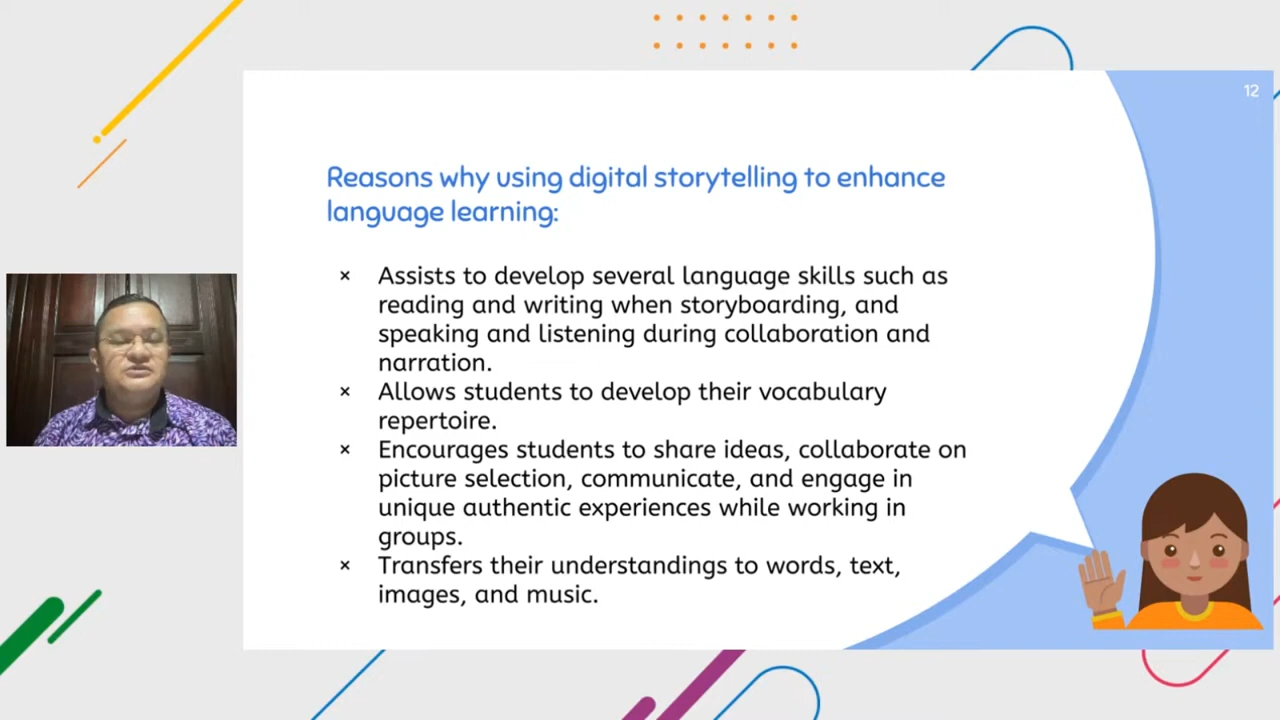 12
Reasons why using digital storytelling to enhance
language learning:
× Assists to develop several language skills such as
reading and writing when storyboarding, and
speaking and listening during collaboration and
narration.
× Allows students to develop their vocabulary
repertoire.
× Encourages students to share ideas, collaborate on
picture selection, communicate, and engage in
unique authentic experiences while working in
groups.
× Transfers their understandings to words, text,
images, and music.